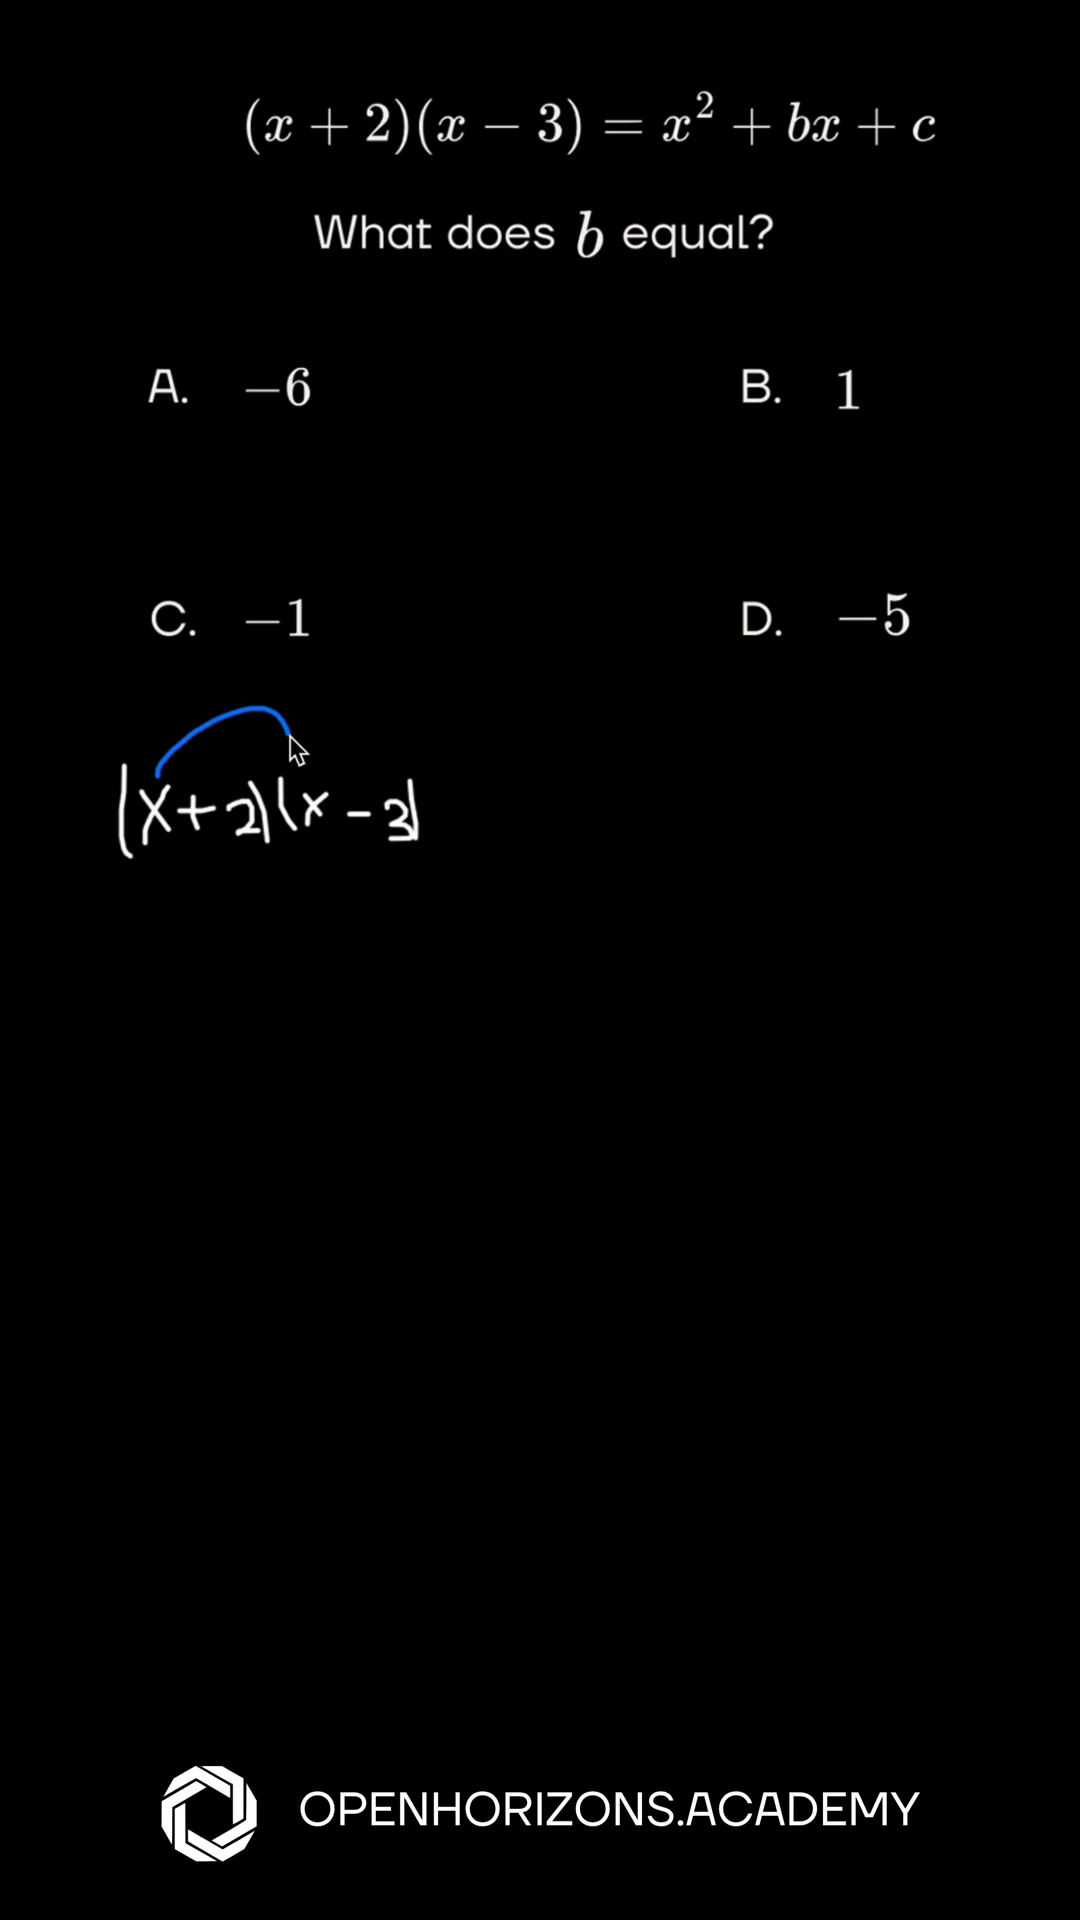 (x + 2)(x − 3) = x² + bx + c
What does b equal?
A. −6
B. 1
C. −1
D. −5
(x+2)(x-3)
OPENHORIZONS.ACADEMY